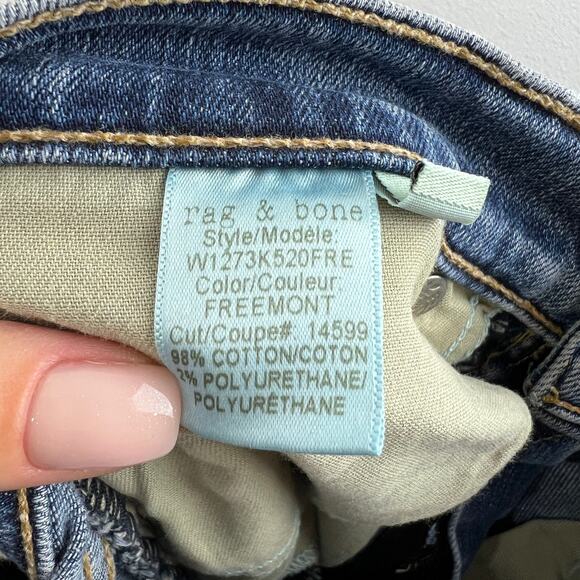 rag & bone
Style/Modèle:
W1273K520FRE
Color/Couleur:
FREEMONT
Cut/Coupe# 14599
98% COTTON/COTON
2% POLYURETHANE/
POLYURÉTHANE